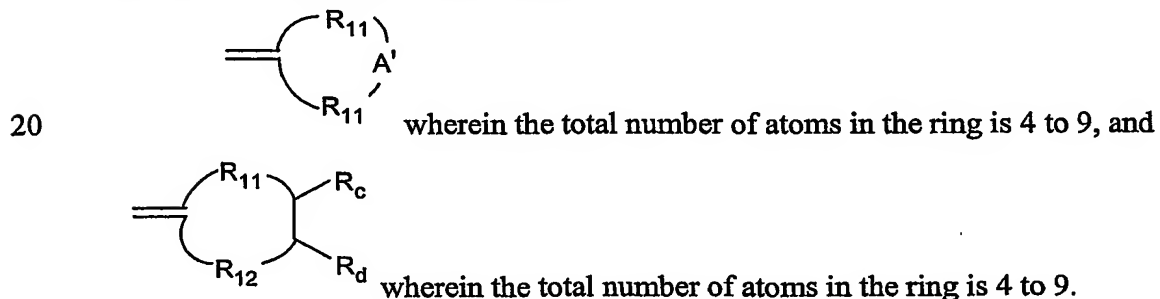 R11
A'
R11
20 wherein the total number of atoms in the ring is 4 to 9, and
R11 Rc
R12 Rd wherein the total number of atoms in the ring is 4 to 9.